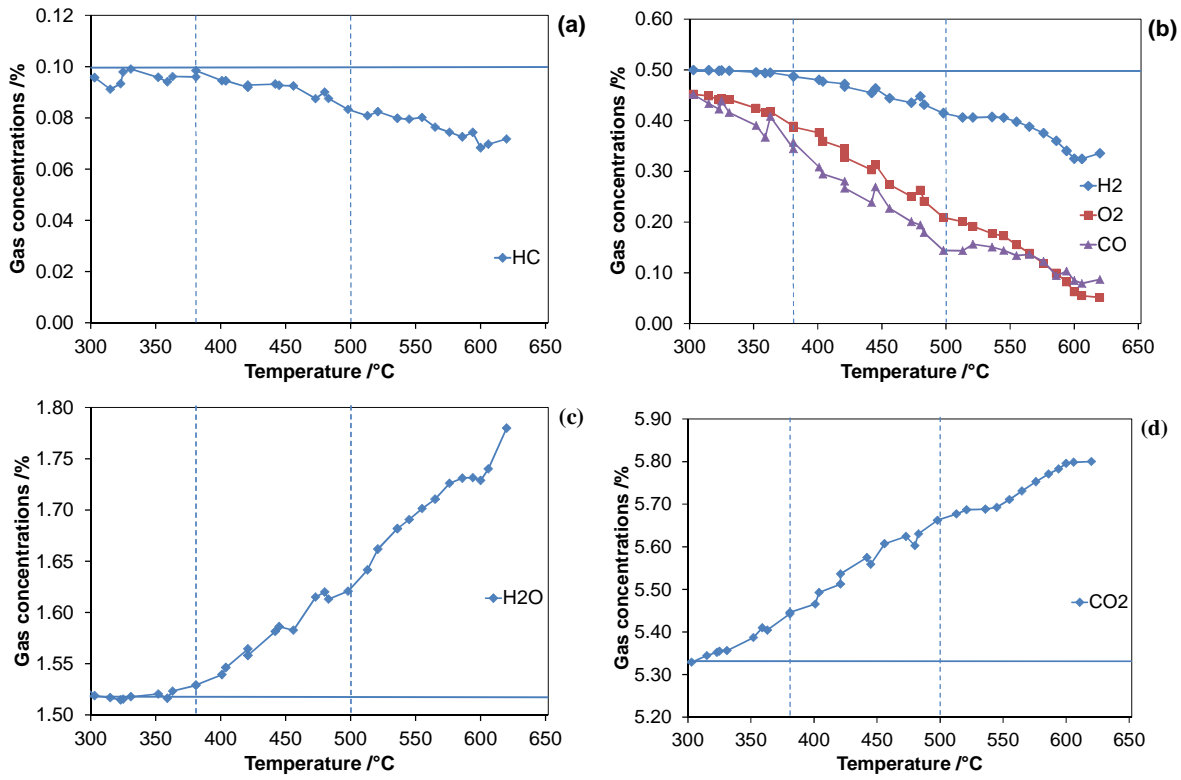 (a)
Gas concentrations /%
0.12
0.10
0.08
0.06
0.04
0.02
0.00
HC
300 350 400 450 500 550 600 650
Temperature /°C
(b)
Gas concentrations /%
0.60
0.50
0.40
0.30
0.20
0.10
0.00
H2
O2
CO
300 350 400 450 500 550 600 650
Temperature /°C
(c)
Gas concentrations /%
1.80
1.75
1.70
1.65
1.60
1.55
1.50
H2O
300 350 400 450 500 550 600 650
Temperature /°C
(d)
Gas concentrations /%
5.90
5.80
5.70
5.60
5.50
5.40
5.30
5.20
CO2
300 350 400 450 500 550 600 650
Temperature /°C